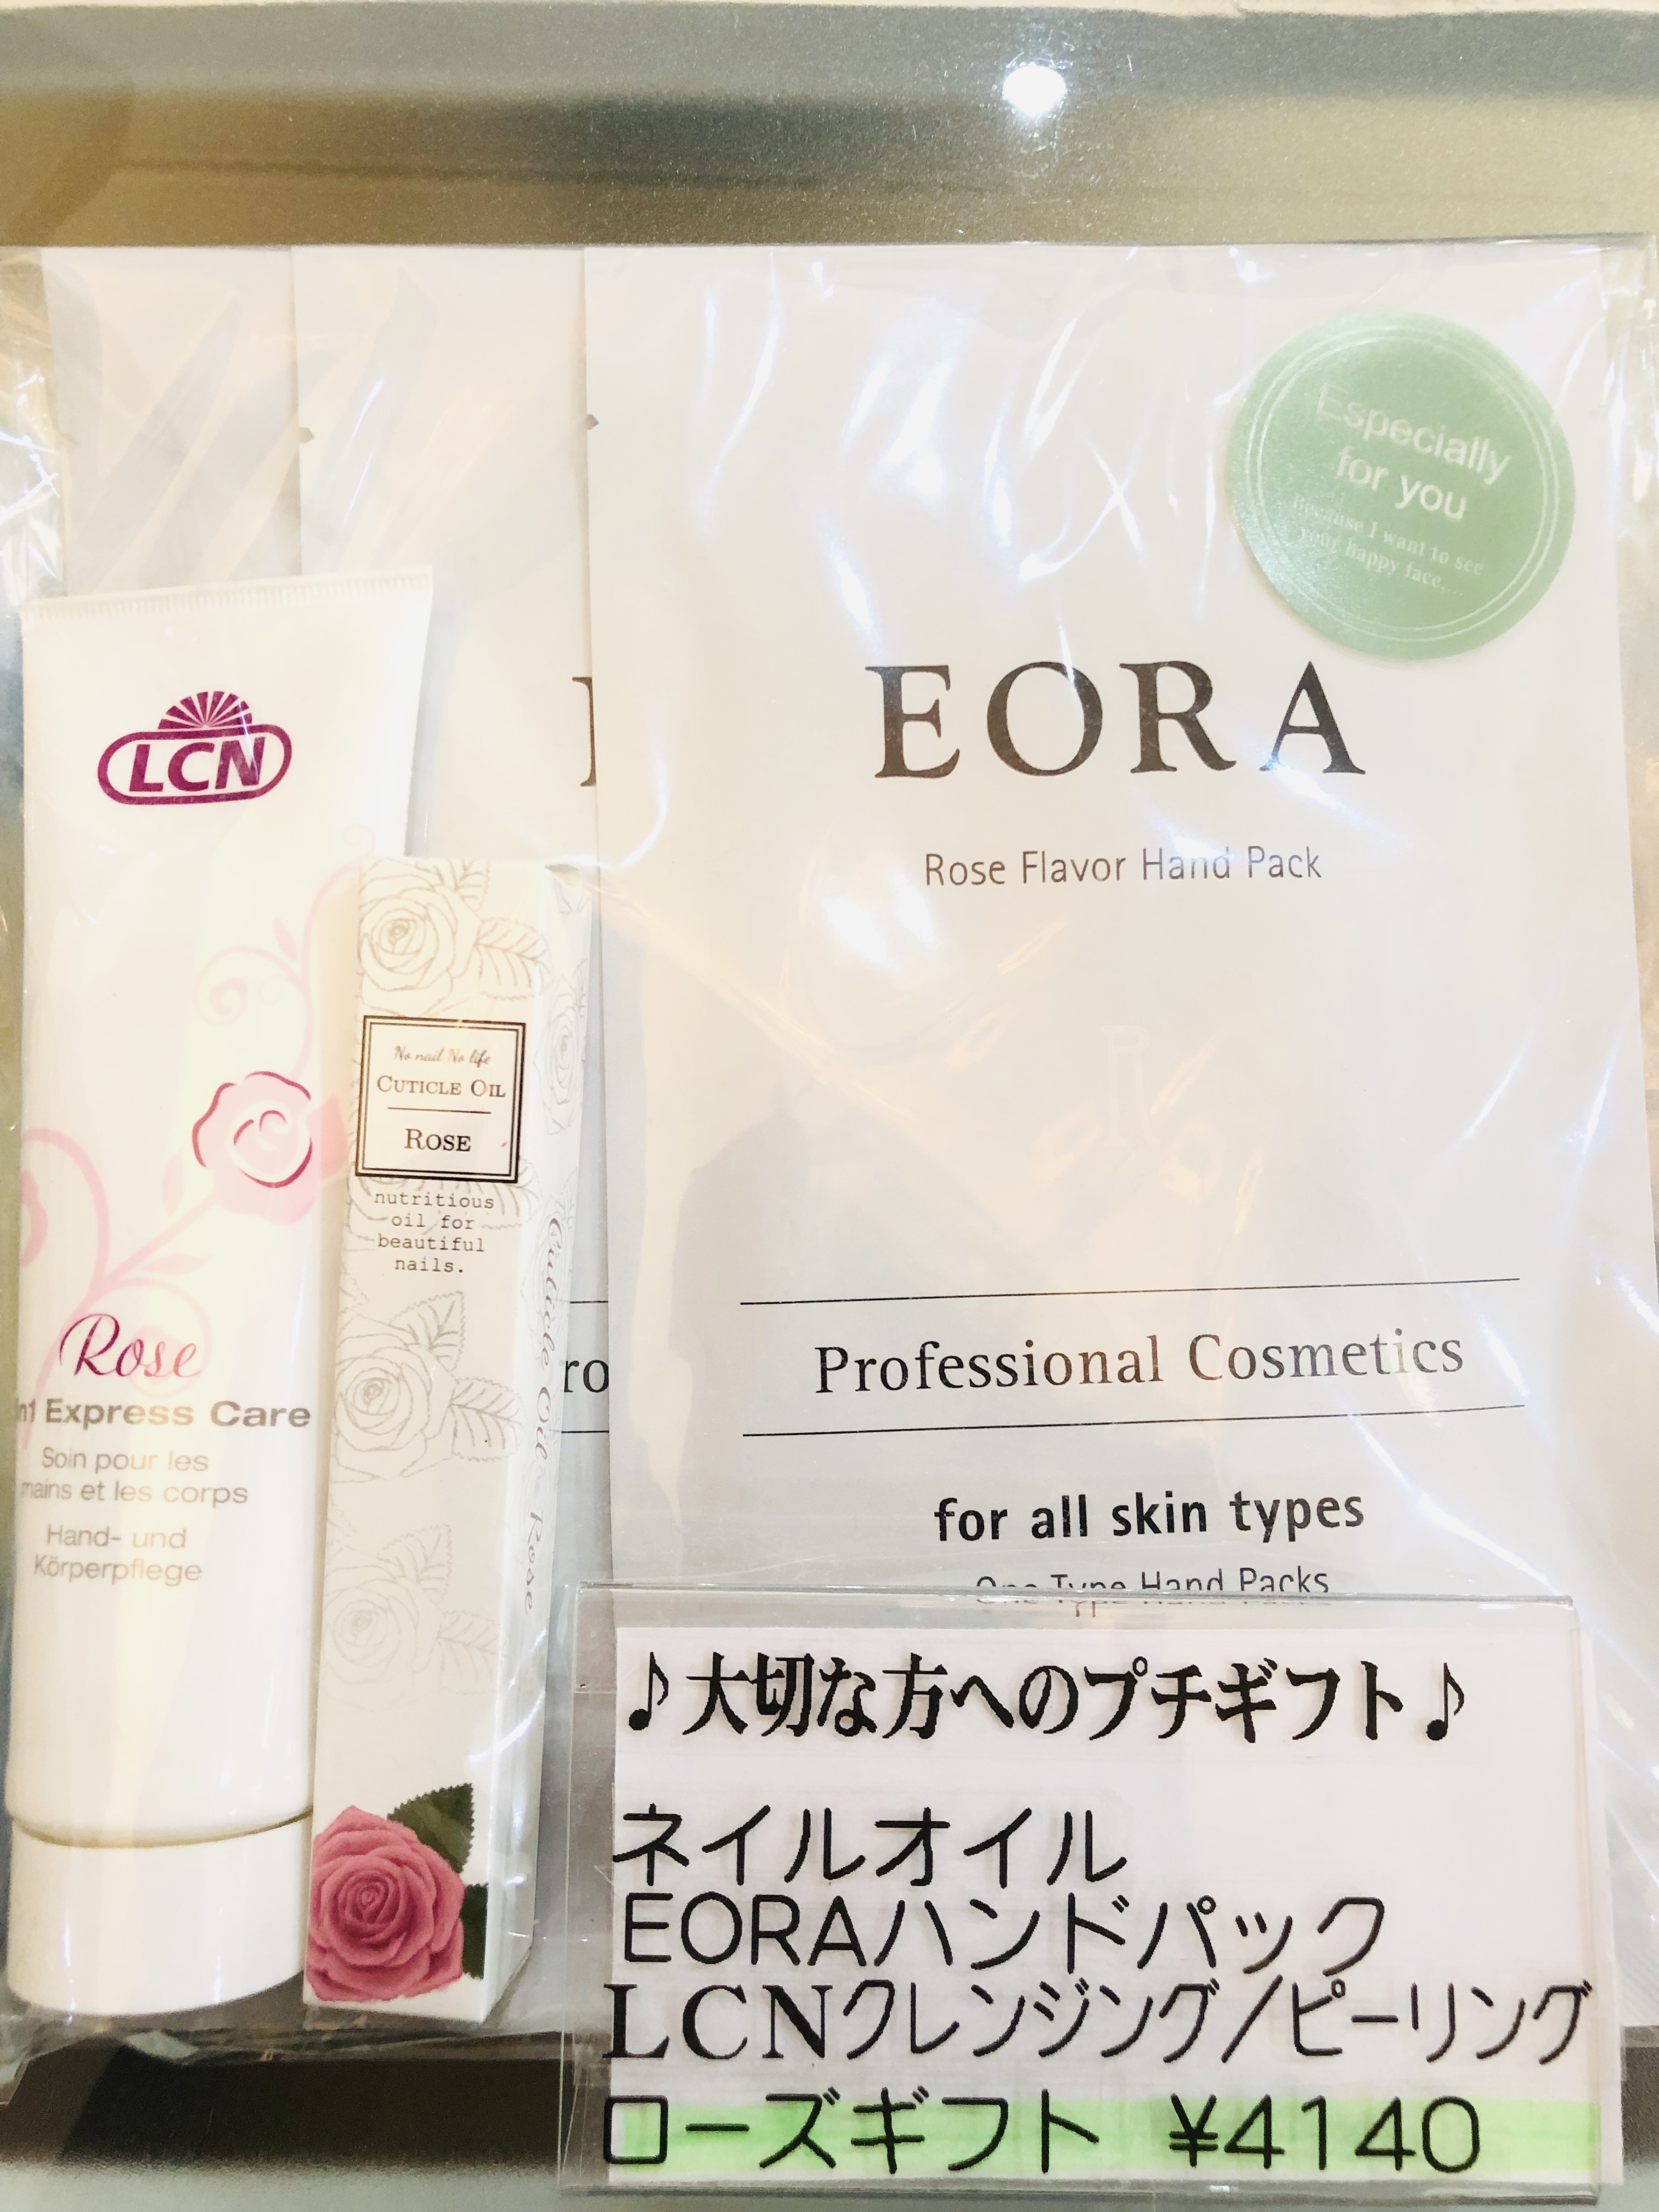 Especially
for you
Because I want to see
your happy face....
EORA
Rose Flavor Hand Pack
Professional Cosmetics
for all skin types
One Type Hand Packs
LCN
Rose
in1 Express Care
Soin pour les
mains et les corps
Hand- und
Körperpflege
No nail No life
CUTICLE OIL
ROSE
nutritious
oil for
beautiful
nails.
Cuticle Oil Rose
ro
♪大切な方へのプチギフト♪
ネイルオイル
EORAハンドパック
LCNクレンジング/ピーリング
ローズギフト ¥4140